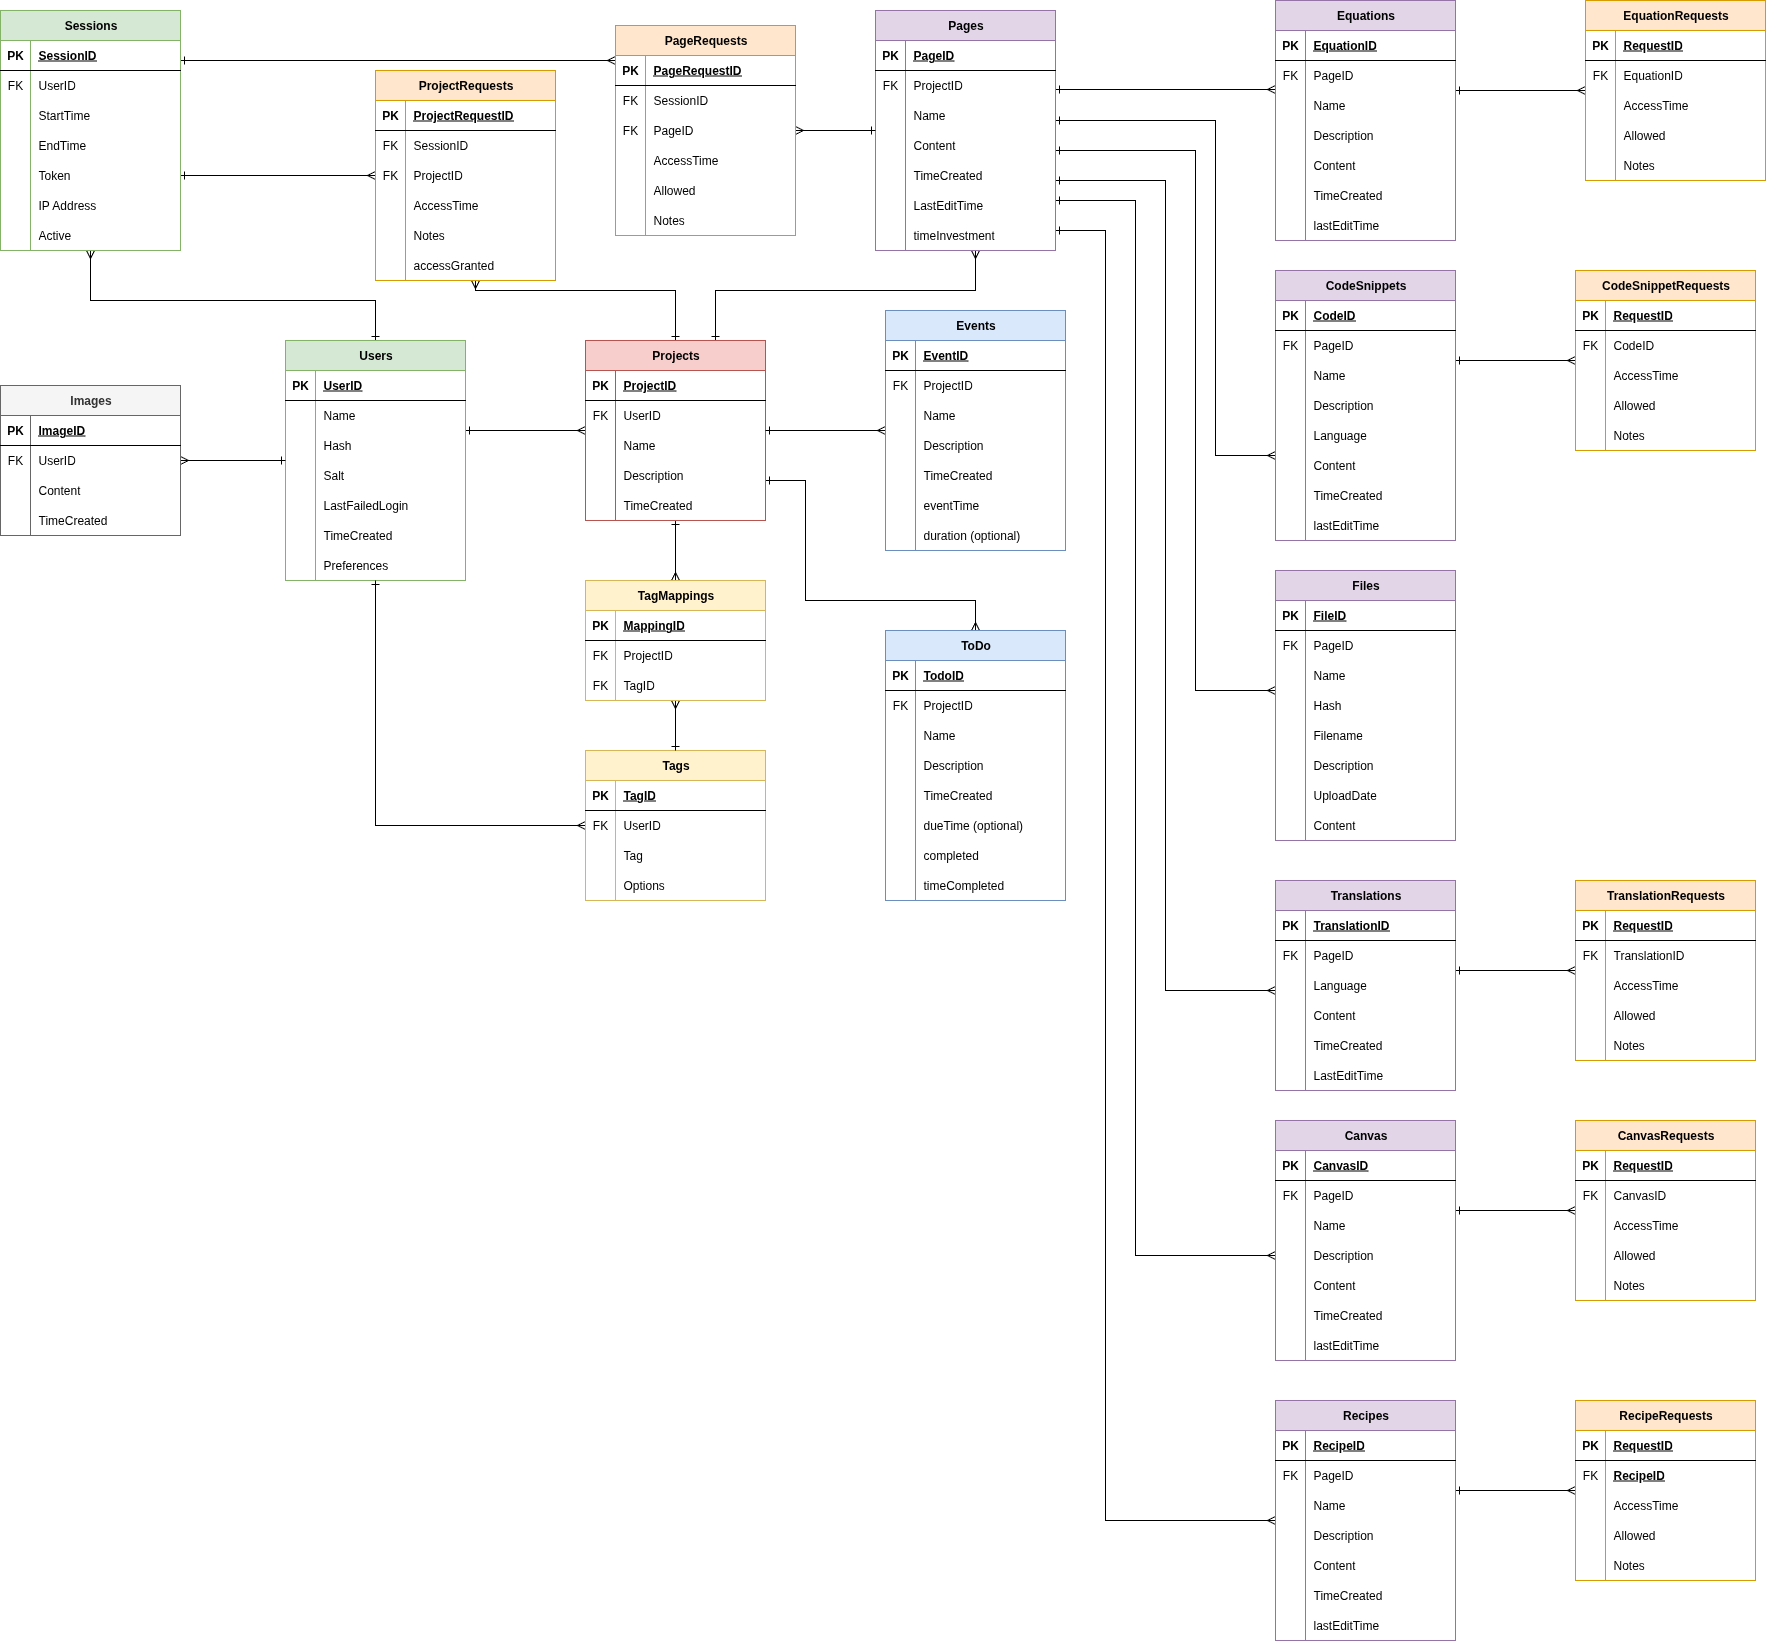 Sessions
PK SessionID
FK UserID
StartTime
EndTime
Token
IP Address
Active
ProjectRequests
PK ProjectRequestID
FK SessionID
FK ProjectID
AccessTime
Notes
accessGranted
PageRequests
PK PageRequestID
FK SessionID
FK PageID
AccessTime
Allowed
Notes
Pages
PK PageID
FK ProjectID
Name
Content
TimeCreated
LastEditTime
timeInvestment
Equations
PK EquationID
FK PageID
Name
Description
Content
TimeCreated
lastEditTime
EquationRequests
PK RequestID
FK EquationID
AccessTime
Allowed
Notes
Images
PK ImageID
FK UserID
Content
TimeCreated
Users
PK UserID
Name
Hash
Salt
LastFailedLogin
TimeCreated
Preferences
Projects
PK ProjectID
FK UserID
Name
Description
TimeCreated
Events
PK EventID
FK ProjectID
Name
Description
TimeCreated
eventTime
duration (optional)
CodeSnippets
PK CodeID
FK PageID
Name
Description
Language
Content
TimeCreated
lastEditTime
CodeSnippetRequests
PK RequestID
FK CodeID
AccessTime
Allowed
Notes
TagMappings
PK MappingID
FK ProjectID
FK TagID
Tags
PK TagID
FK UserID
Tag
Options
ToDo
PK TodoID
FK ProjectID
Name
Description
TimeCreated
dueTime (optional)
completed
timeCompleted
Files
PK FileID
FK PageID
Name
Hash
Filename
Description
UploadDate
Content
Translations
PK TranslationID
FK PageID
Language
Content
TimeCreated
LastEditTime
TranslationRequests
PK RequestID
FK TranslationID
AccessTime
Allowed
Notes
Canvas
PK CanvasID
FK PageID
Name
Description
Content
TimeCreated
lastEditTime
CanvasRequests
PK RequestID
FK CanvasID
AccessTime
Allowed
Notes
Recipes
PK RecipeID
FK PageID
Name
Description
Content
TimeCreated
lastEditTime
RecipeRequests
PK RequestID
FK RecipeID
AccessTime
Allowed
Notes